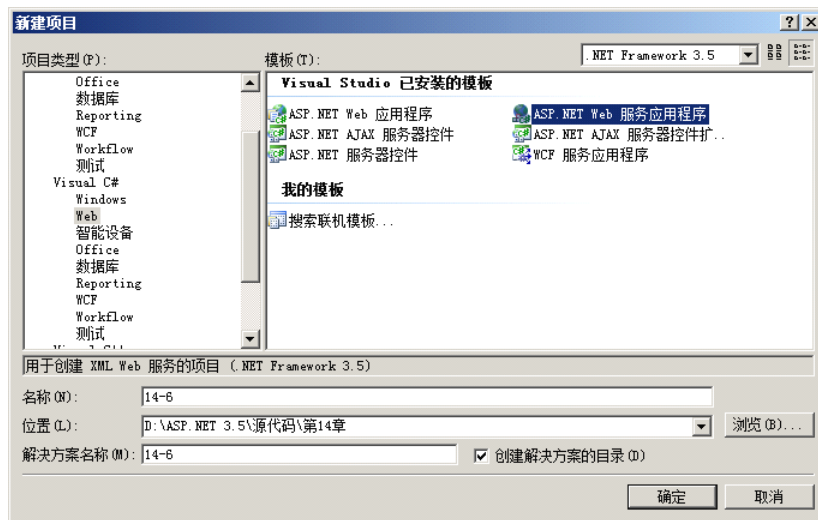 新建项目
项目类型(P):
模板(T):
.NET Framework 3.5
Office
数据库
Reporting
WCF
Workflow
测试
Visual C#
Windows
Web
智能设备
Office
数据库
Reporting
WCF
Workflow
测试
Visual Studio 已安装的模板
ASP.NET Web 应用程序
ASP.NET Web 服务应用程序
ASP.NET AJAX 服务器控件
ASP.NET AJAX 服务器控件扩..
ASP.NET 服务器控件
WCF 服务应用程序
我的模板
搜索联机模板...
用于创建 XML Web 服务的项目 (.NET Framework 3.5)
名称(N):
14-6
位置(L):
D:\ASP.NET 3.5\源代码\第14章
浏览(B)...
解决方案名称(M):
14-6
创建解决方案的目录(D)
确定
取消